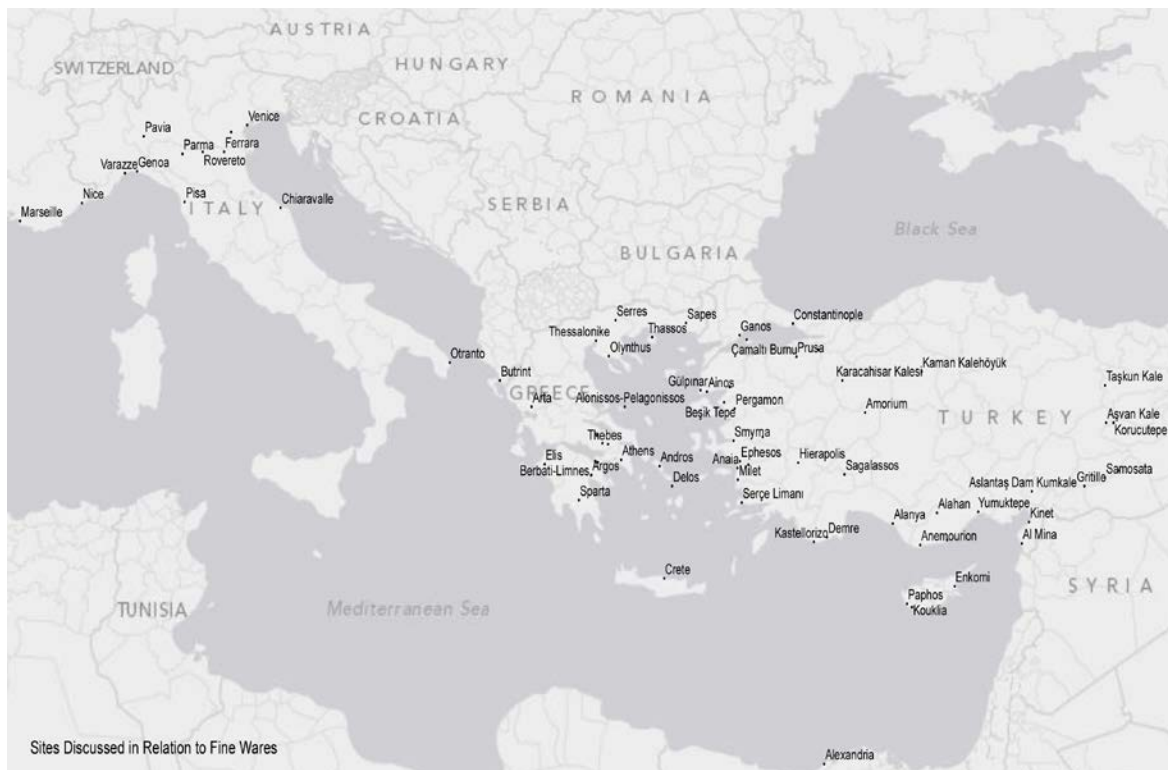 AUSTRIA
SWITZERLAND
HUNGARY
ROMANIA
CROATIA
Venice
Pavia
Parma
Ferrara
Rovereto
Varazze
Genoa
Nice
Pisa
Chiaravalle
ITALY
Marseille
SERBIA
Black Sea
BULGARIA
Serres
Sapes
Constantinople
Thessalonike
Thassos
Ganos
Olynthus
Çamaltı Burnu
Prusa
Otranto
Butrint
Karacahisar Kalesi
Kaman Kalehöyük
Taşkun Kale
GREECE
Gülpınar
Ainos
Arta
Alonissos-Pelagonissos
Beşik Tepe
Pergamon
Amorium
TURKEY
Aşvan Kale
Korucutepe
Thebes
Smyrna
Elis
Athens
Andros
Anaia
Ephesos
Hierapolis
Berbati-Limnes
Argos
Milet
Sagalassos
Samosata
Delos
Aslantaş Dam Kumkale
Gritille
Sparta
Serçe Limanı
Alahan
Yumuktepe
Alanya
Kinet
Kastellorizo
Demre
Anemourion
Al Mina
Crete
Enkomi
SYRIA
Paphos
Kouklia
TUNISIA
Mediterranean Sea
Sites Discussed in Relation to Fine Wares
Alexandria